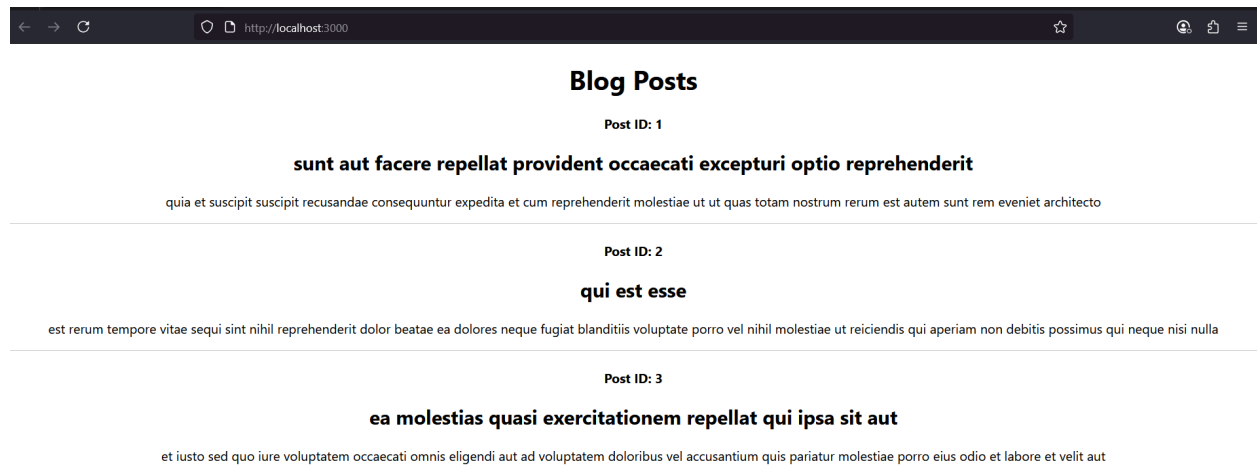 http://localhost:3000
Blog Posts
Post ID: 1
sunt aut facere repellat provident occaecati excepturi optio reprehenderit
quia et suscipit suscipit recusandae consequuntur expedita et cum reprehenderit molestiae ut ut quas totam nostrum rerum est autem sunt rem eveniet architecto
Post ID: 2
qui est esse
est rerum tempore vitae sequi sint nihil reprehenderit dolor beatae ea dolores neque fugiat blanditiis voluptate porro vel nihil molestiae ut reiciendis qui aperiam non debitis possimus qui neque nisi nulla
Post ID: 3
ea molestias quasi exercitationem repellat qui ipsa sit aut
et iusto sed quo iure voluptatem occaecati omnis eligendi aut ad voluptatem doloribus vel accusantium quis pariatur molestiae porro eius odio et labore et velit aut